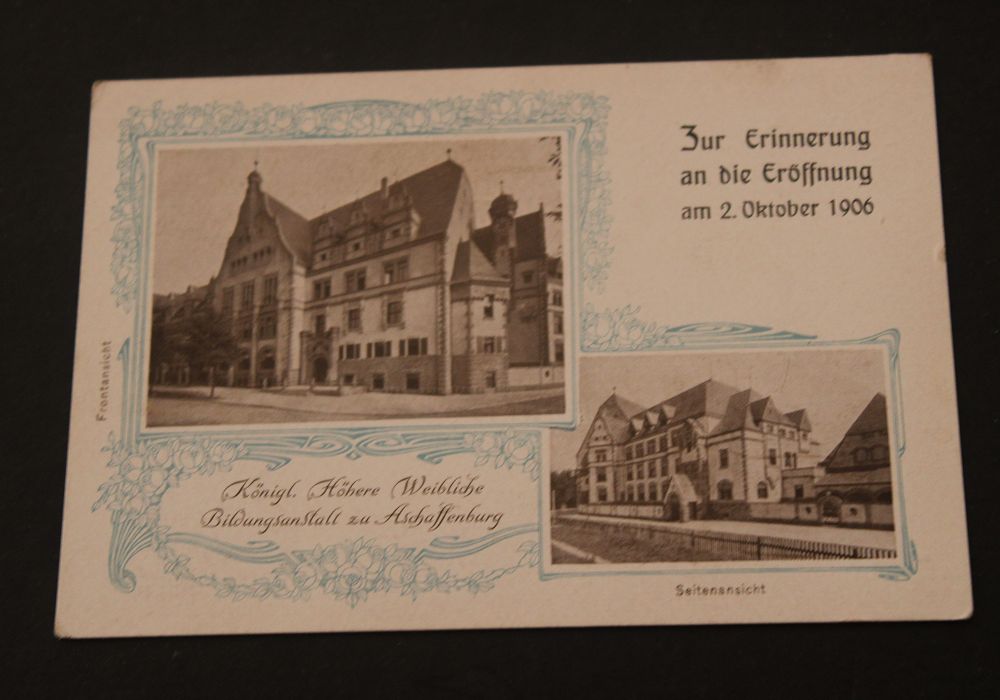 Zur Erinnerung
an die Eröffnung
am 2. Oktober 1906
Frontansicht
Königl. Höhere Weibliche
Bildungsanstalt zu Aschaffenburg
Seitenansicht